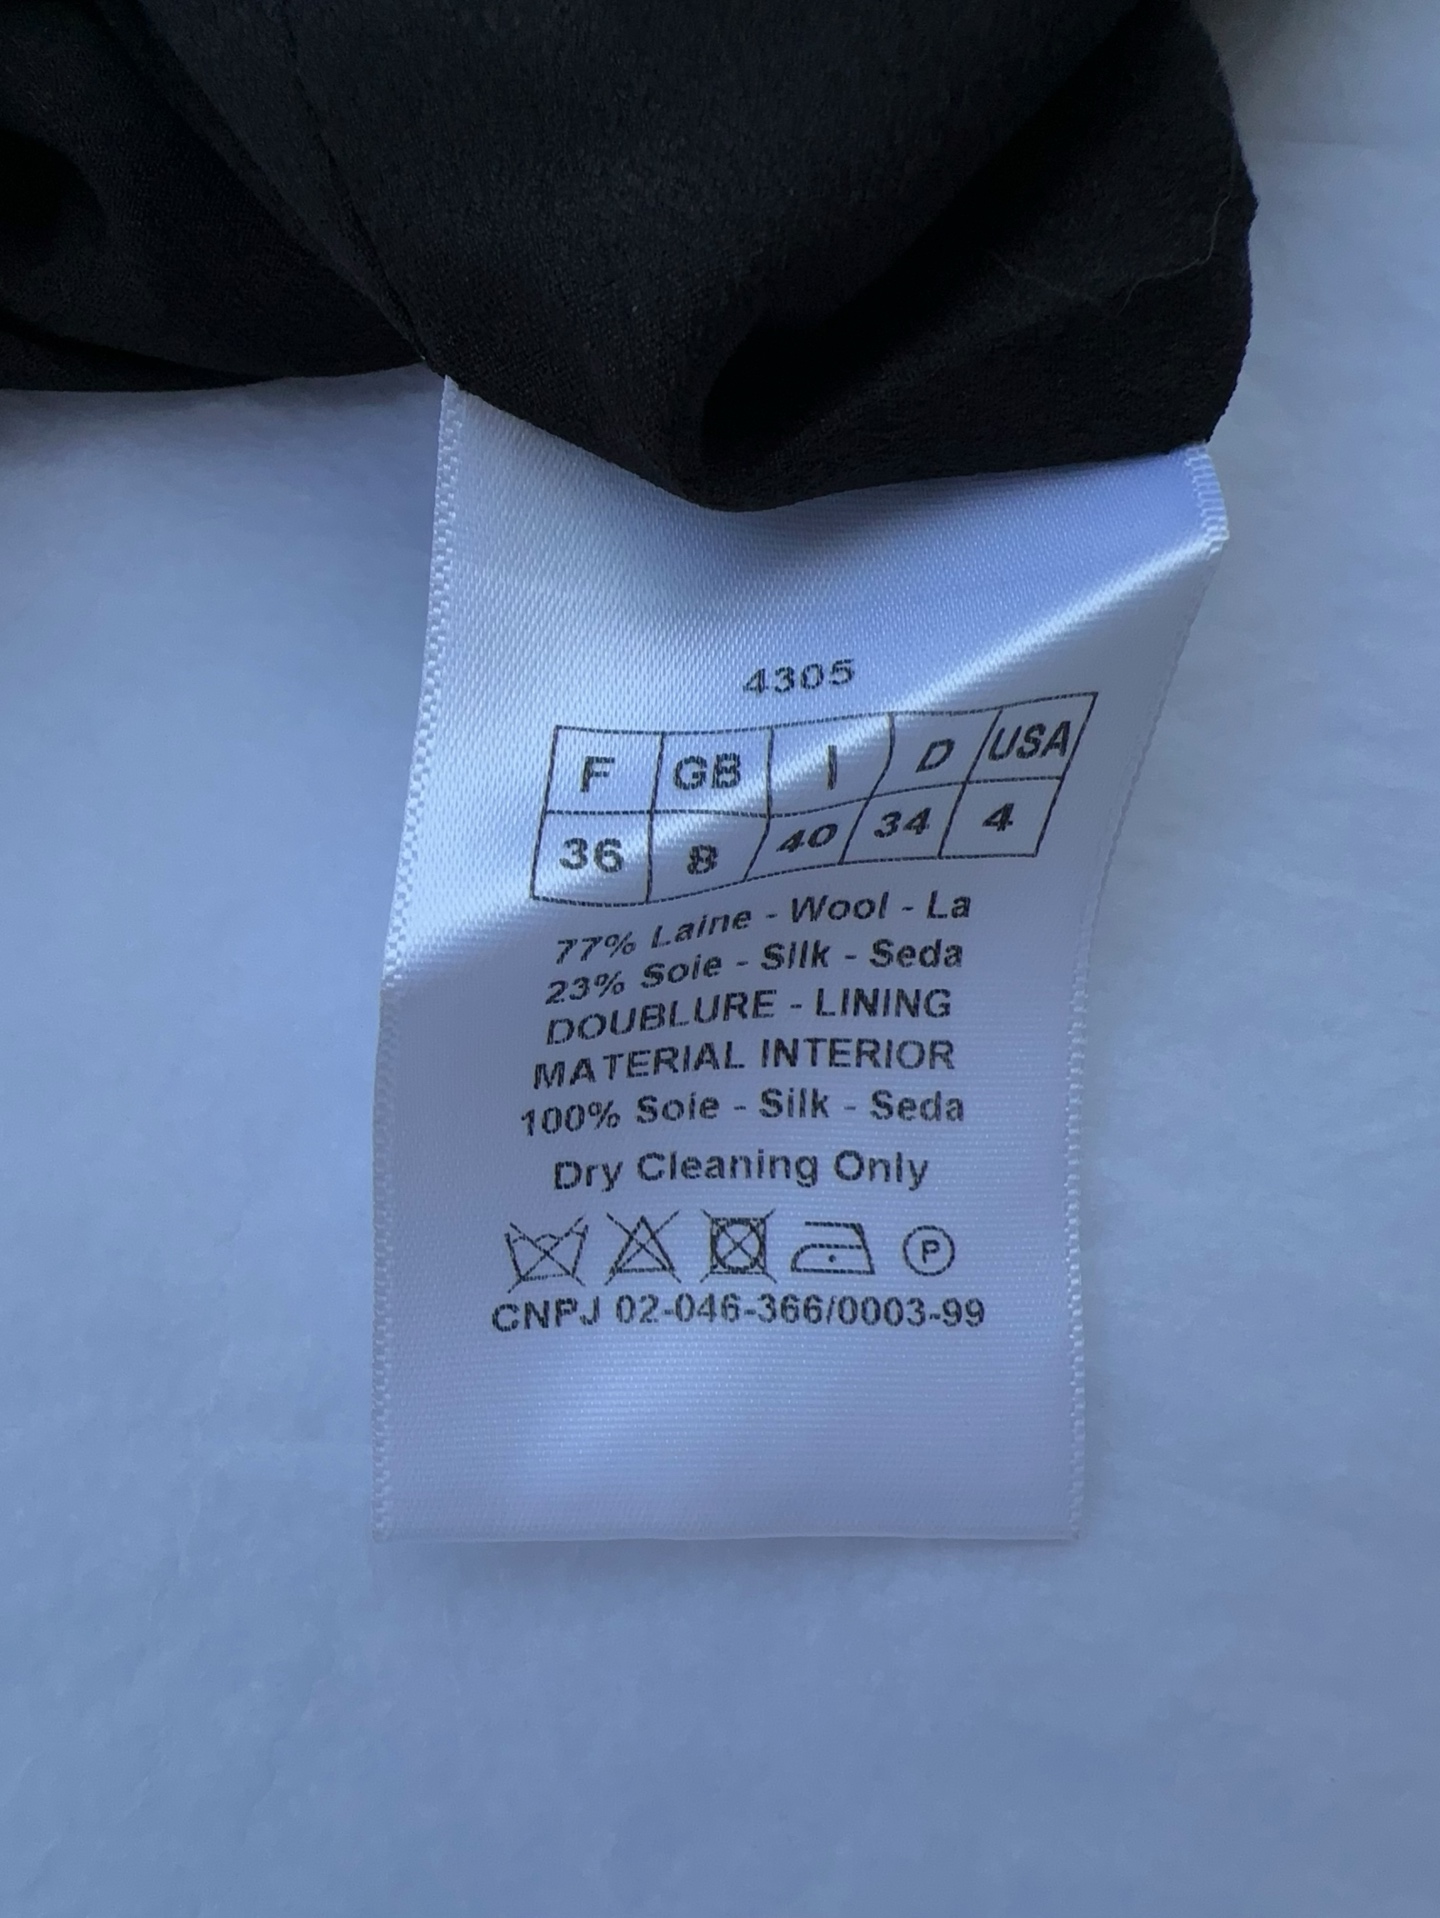 4305
F GB I D USA
36 8 40 34 4
77% Laine - Wool - La
23% Soie - Silk - Seda
DOUBLURE - LINING
MATERIAL INTERIOR
100% Soie - Silk - Seda
Dry Cleaning Only
P
CNPJ 02-046-366/0003-99